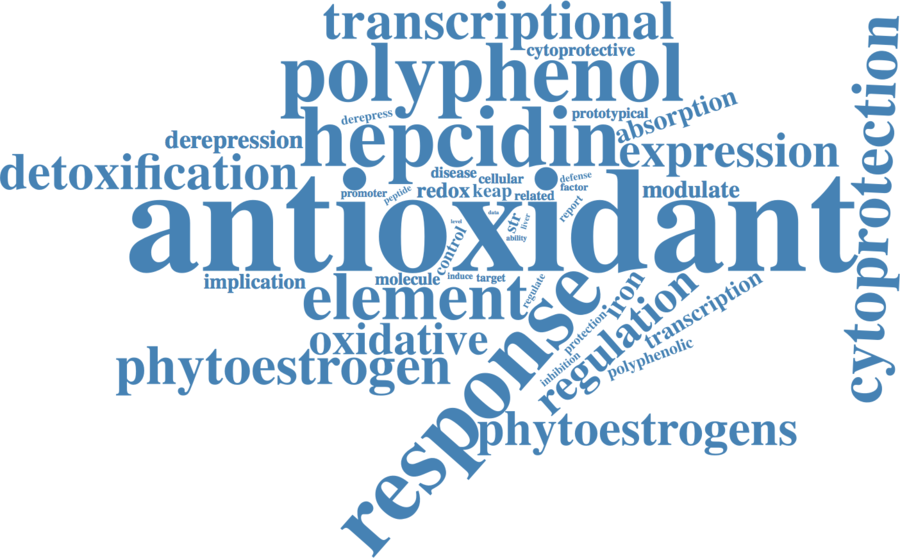 transcriptional
cytoprotective
polyphenol
cytoprotection
derepress
prototypical
absorption
hepcidin
derepression
expression
detoxification
disease
cellular
defense
promoter
peptide
redox
keap
related
factor
modulate
antioxidant
level
data
str
liver
report
control
ability
implication
molecule
induce
target
regulate
element
response
iron
regulation
transcription
oxidative
protection
inhibition
polyphenolic
phytoestrogen
phytoestrogens